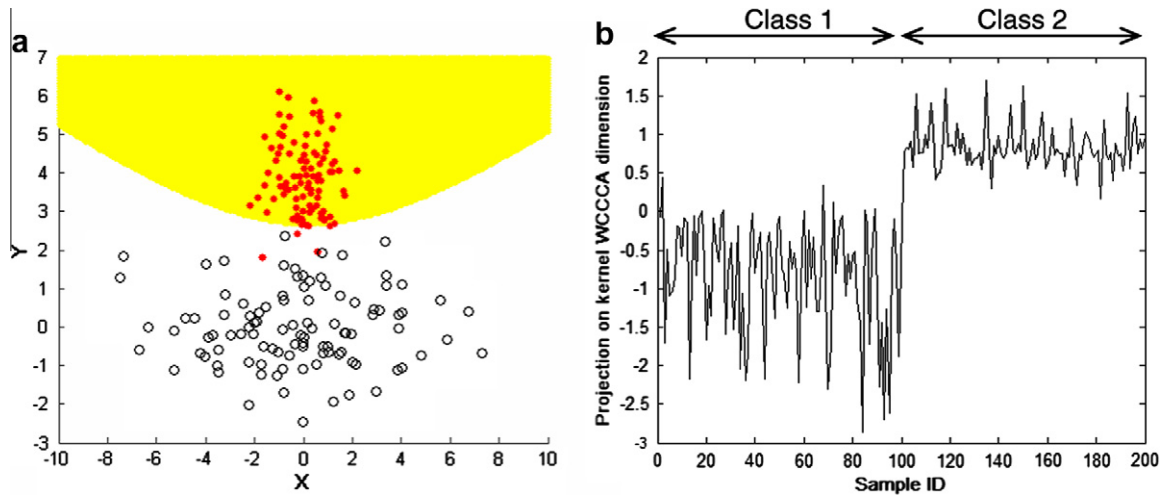 a
7
6
5
4
3
2
1
0
-1
-2
-3
Y
-10 -8 -6 -4 -2 0 2 4 6 8 10
X
b
Class 1 Class 2
2
1.5
1
0.5
0
-0.5
-1
-1.5
-2
-2.5
-3
Projection on kernel WCCCA dimension
0 20 40 60 80 100 120 140 160 180 200
Sample ID